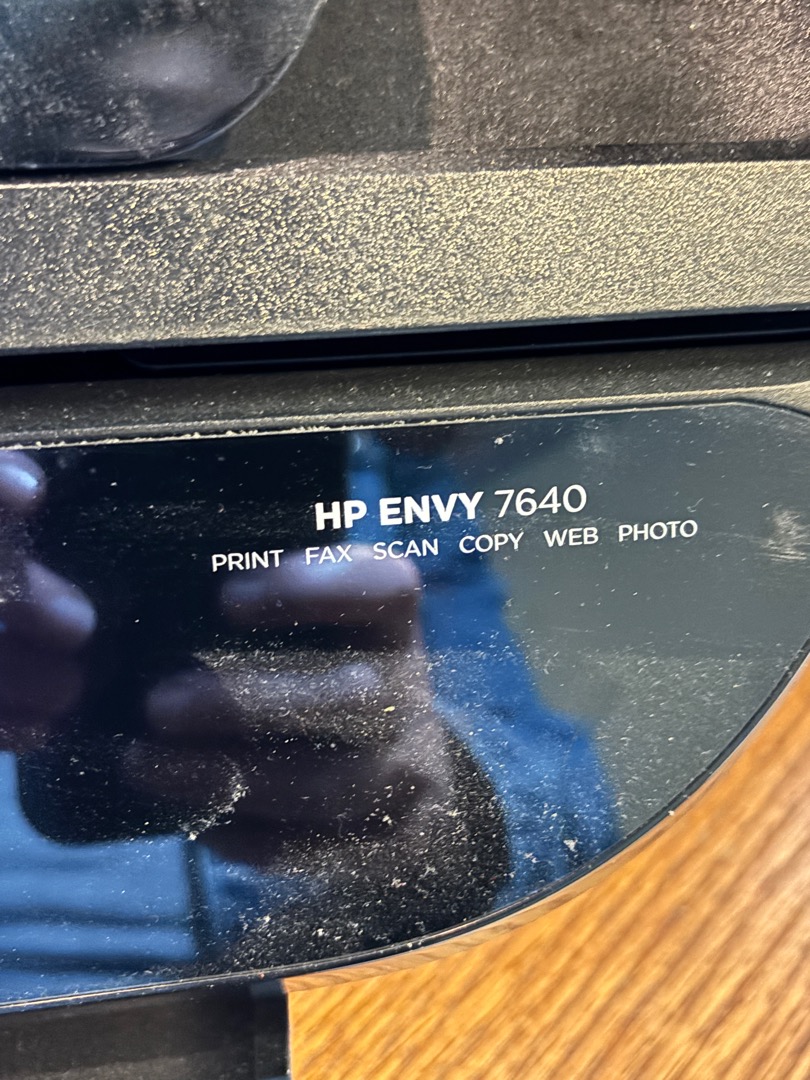 HP ENVY 7640
PRINT FAX SCAN COPY WEB PHOTO